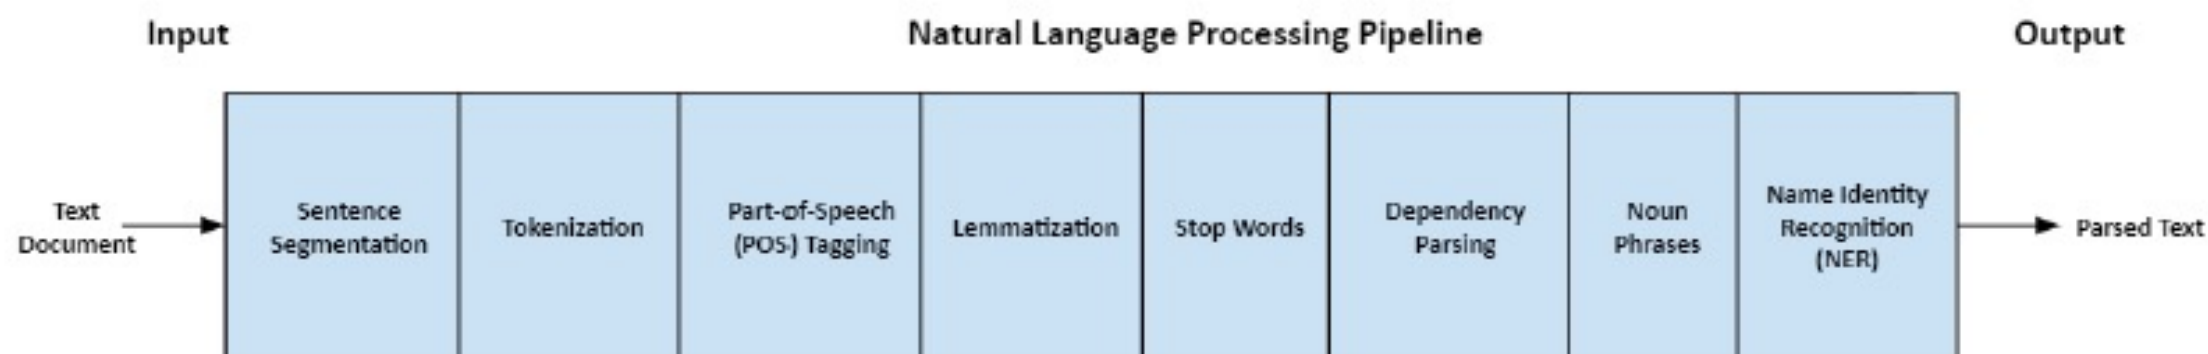 Input
Natural Language Processing Pipeline
Output
Text
Document
Sentence
Segmentation
Tokenization
Part-of-Speech
(POS) Tagging
Lemmatization
Stop Words
Dependency
Parsing
Noun
Phrases
Name Identity
Recognition
(NER)
Parsed Text